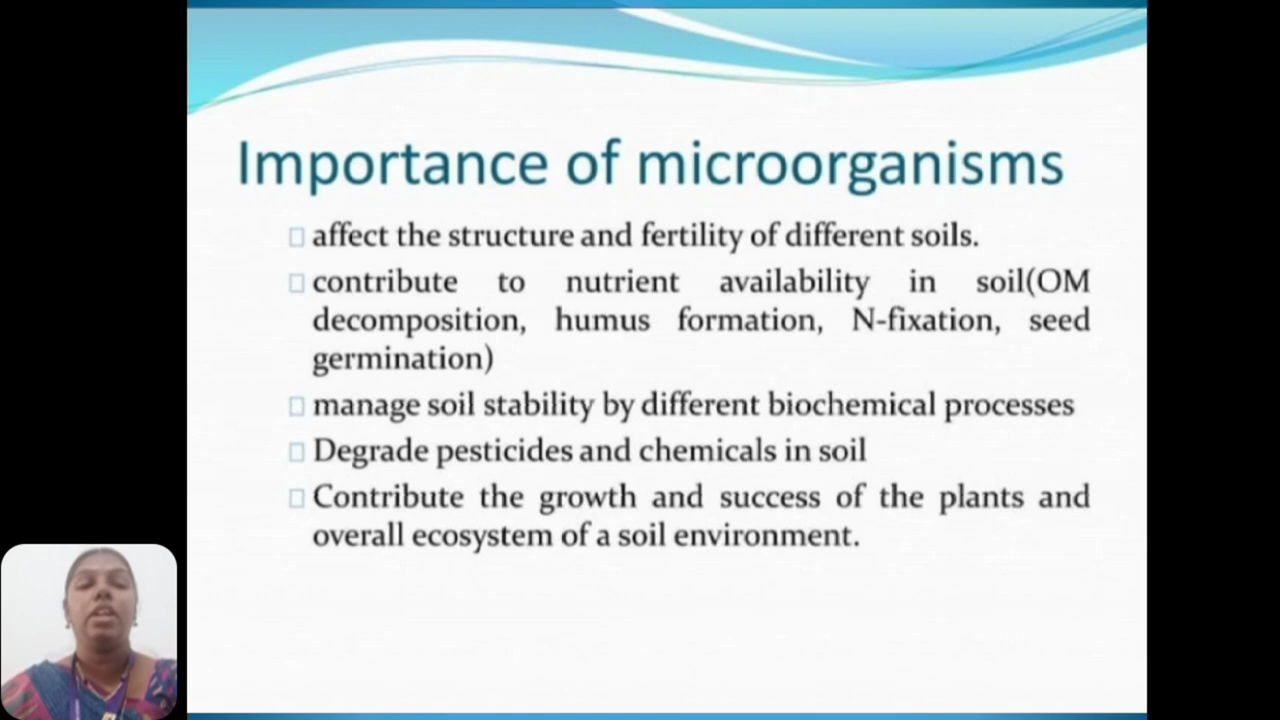 Importance of microorganisms
affect the structure and fertility of different soils.
contribute to nutrient availability in soil(OM
decomposition, humus formation, N-fixation, seed
germination)
manage soil stability by different biochemical processes
Degrade pesticides and chemicals in soil
Contribute the growth and success of the plants and
overall ecosystem of a soil environment.